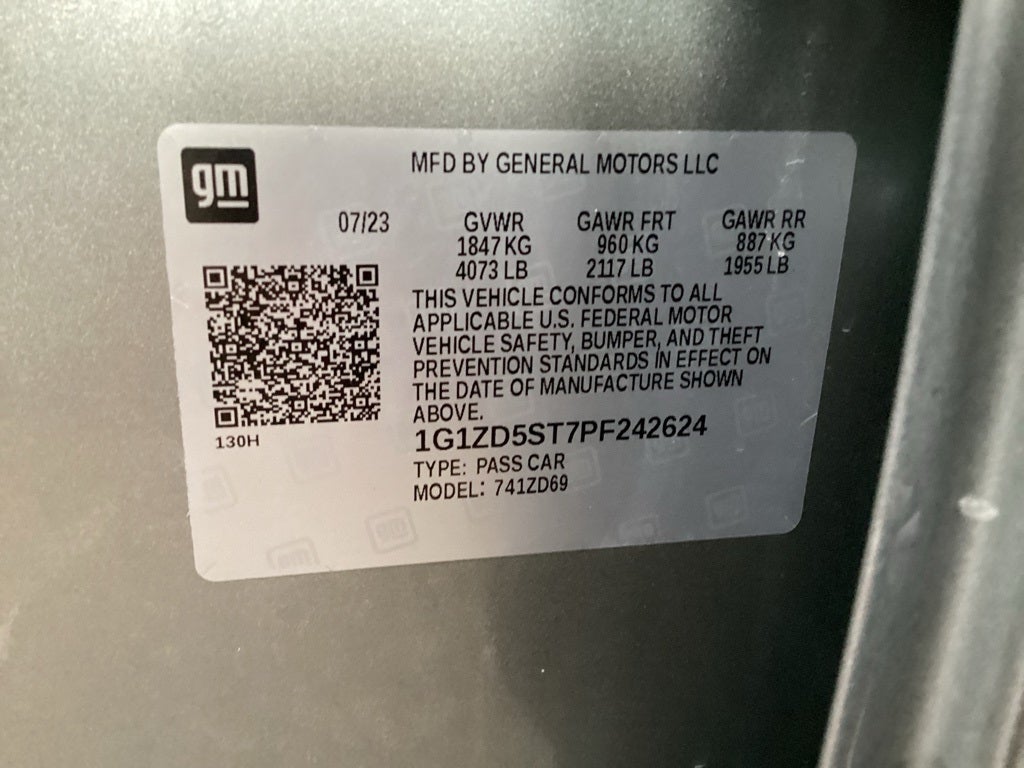 gm
MFD BY GENERAL MOTORS LLC
07/23 GVWR GAWR FRT GAWR RR
1847 KG 960 KG 887 KG
4073 LB 2117 LB 1955 LB
THIS VEHICLE CONFORMS TO ALL
APPLICABLE U.S. FEDERAL MOTOR
VEHICLE SAFETY, BUMPER, AND THEFT
PREVENTION STANDARDS IN EFFECT ON
THE DATE OF MANUFACTURE SHOWN
ABOVE.
130H
1G1ZD5ST7PF242624
TYPE: PASS CAR
MODEL: 741ZD69
gm
gm